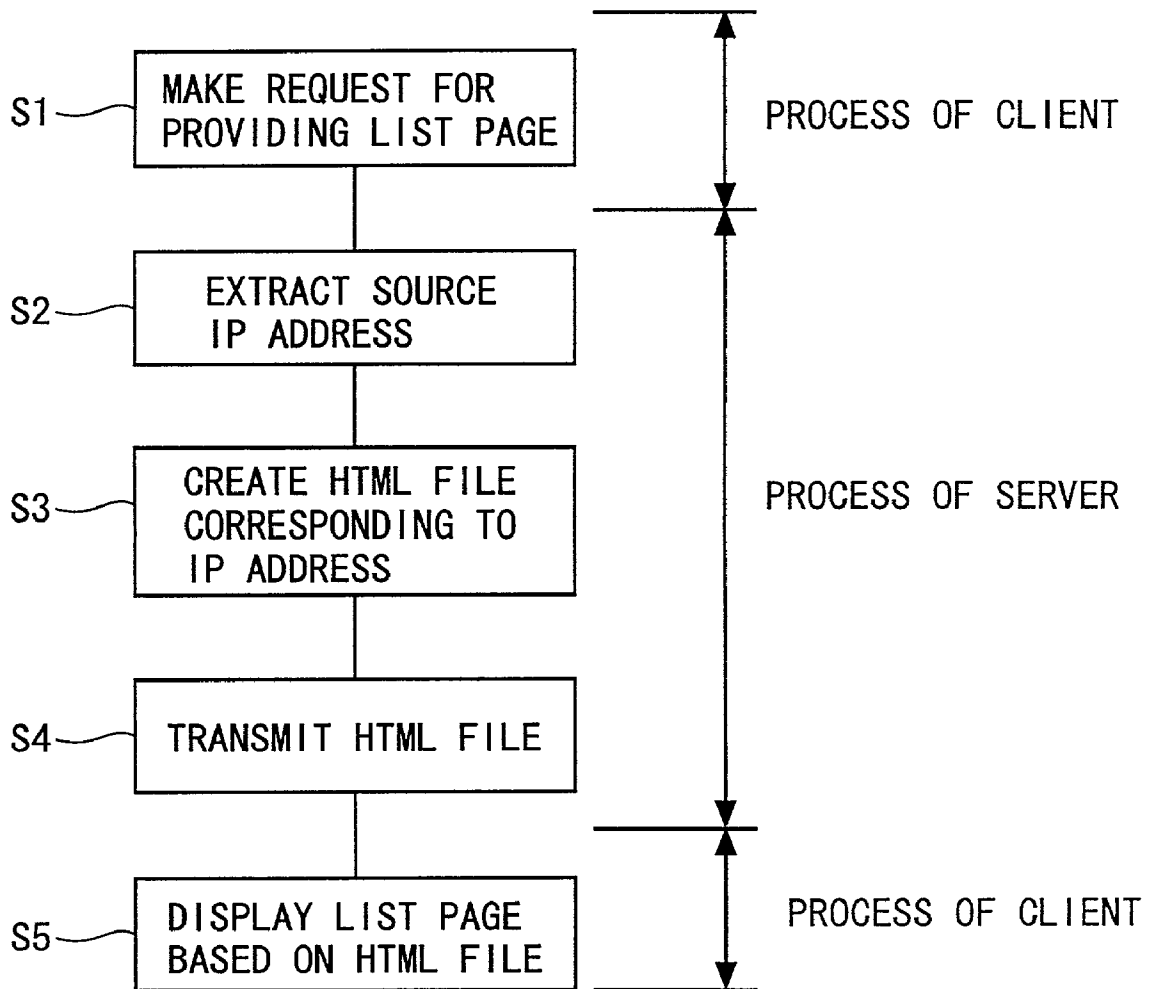 S1
MAKE REQUEST FOR
PROVIDING LIST PAGE
PROCESS OF CLIENT
S2
EXTRACT SOURCE
IP ADDRESS
S3
CREATE HTML FILE
CORRESPONDING TO
IP ADDRESS
PROCESS OF SERVER
S4
TRANSMIT HTML FILE
S5
DISPLAY LIST PAGE
BASED ON HTML FILE
PROCESS OF CLIENT